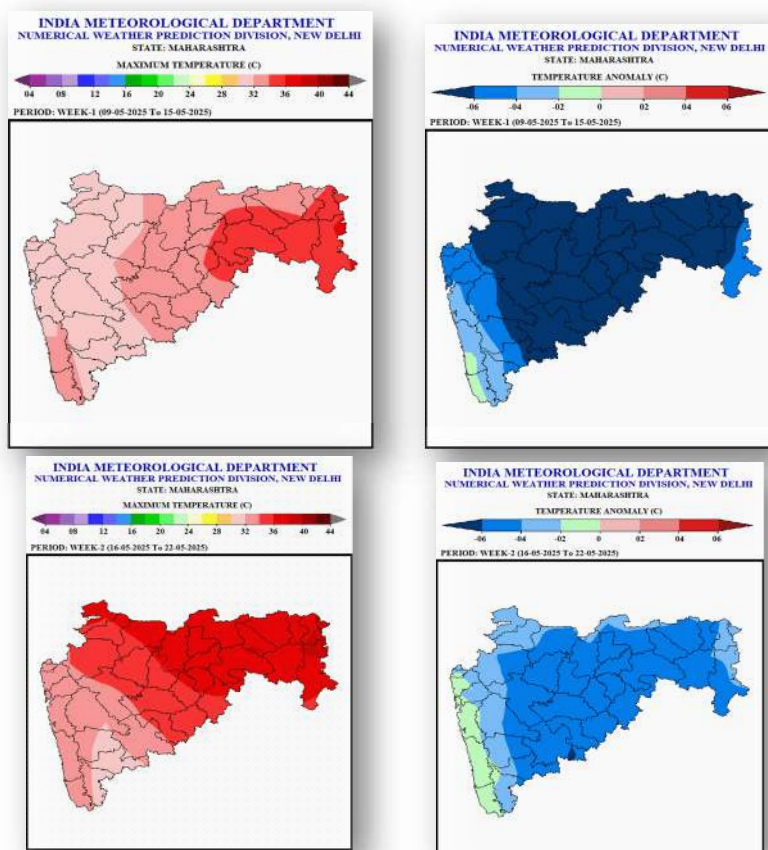 INDIA METEOROLOGICAL DEPARTMENT
NUMERICAL WEATHER PREDICTION DIVISION, NEW DELHI
STATE: MAHARASHTRA
MAXIMUM TEMPERATURE (C)
04 08 12 16 20 24 28 32 36 40 44
PERIOD: WEEK-1 (09-05-2025 To 15-05-2025)
INDIA METEOROLOGICAL DEPARTMENT
NUMERICAL WEATHER PREDICTION DIVISION, NEW DELHI
STATE: MAHARASHTRA
TEMPERATURE ANOMALY (C)
-06 -04 -02 0 02 04 06
PERIOD: WEEK-1 (09-05-2025 To 15-05-2025)
INDIA METEOROLOGICAL DEPARTMENT
NUMERICAL WEATHER PREDICTION DIVISION, NEW DELHI
STATE: MAHARASHTRA
MAXIMUM TEMPERATURE (C)
04 08 12 16 20 24 28 32 36 40 44
PERIOD: WEEK-2 (16-05-2025 To 22-05-2025)
INDIA METEOROLOGICAL DEPARTMENT
NUMERICAL WEATHER PREDICTION DIVISION, NEW DELHI
STATE: MAHARASHTRA
TEMPERATURE ANOMALY (C)
-06 -04 -02 0 02 04 06
PERIOD: WEEK-2 (16-05-2025 To 22-05-2025)